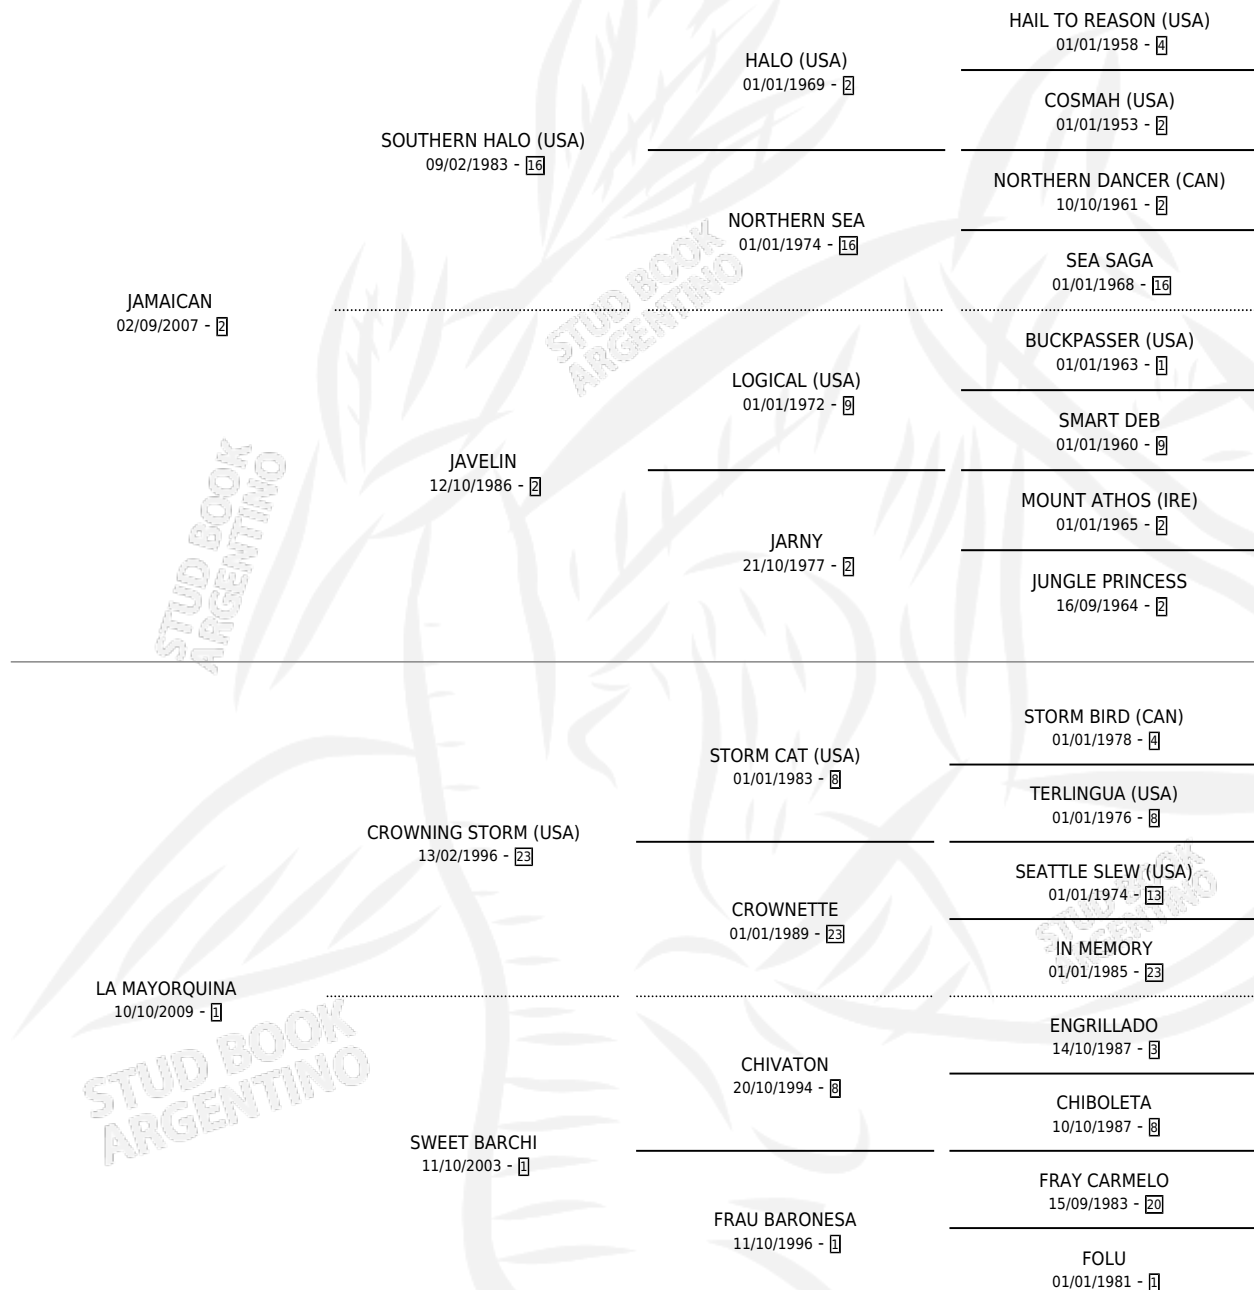 HAIL TO REASON (USA)
01/01/1958 - 4
HALO (USA)
01/01/1969 - 2
COSMAH (USA)
01/01/1953 - 2
SOUTHERN HALO (USA)
09/02/1983 - 16
NORTHERN DANCER (CAN)
10/10/1961 - 2
NORTHERN SEA
01/01/1974 - 16
SEA SAGA
01/01/1968 - 16
JAMAICAN
02/09/2007 - 2
STUD BOOK
ARGENTINO
BUCKPASSER (USA)
01/01/1963 - 1
LOGICAL (USA)
01/01/1972 - 9
SMART DEB
01/01/1960 - 9
JAVELIN
12/10/1986 - 2
MOUNT ATHOS (IRE)
01/01/1965 - 2
JARNY
21/10/1977 - 2
JUNGLE PRINCESS
16/09/1964 - 2
STUD BOOK
ARGENTINO
STORM BIRD (CAN)
01/01/1978 - 4
STORM CAT (USA)
01/01/1983 - 8
TERLINGUA (USA)
01/01/1976 - 8
CROWNING STORM (USA)
13/02/1996 - 23
SEATTLE SLEW (USA)
01/01/1974 - 13
CROWNETTE
01/01/1989 - 23
STUD BOOK
ARGENTINO
IN MEMORY
01/01/1985 - 23
LA MAYORQUINA
10/10/2009 - 1
STUD BOOK
ARGENTINO
ENGRILLADO
14/10/1987 - 3
CHIVATON
20/10/1994 - 8
CHIBOLETA
10/10/1987 - 8
SWEET BARCHI
11/10/2003 - 1
FRAY CARMELO
15/09/1983 - 20
FRAU BARONESA
11/10/1996 - 1
FOLU
01/01/1981 - 1